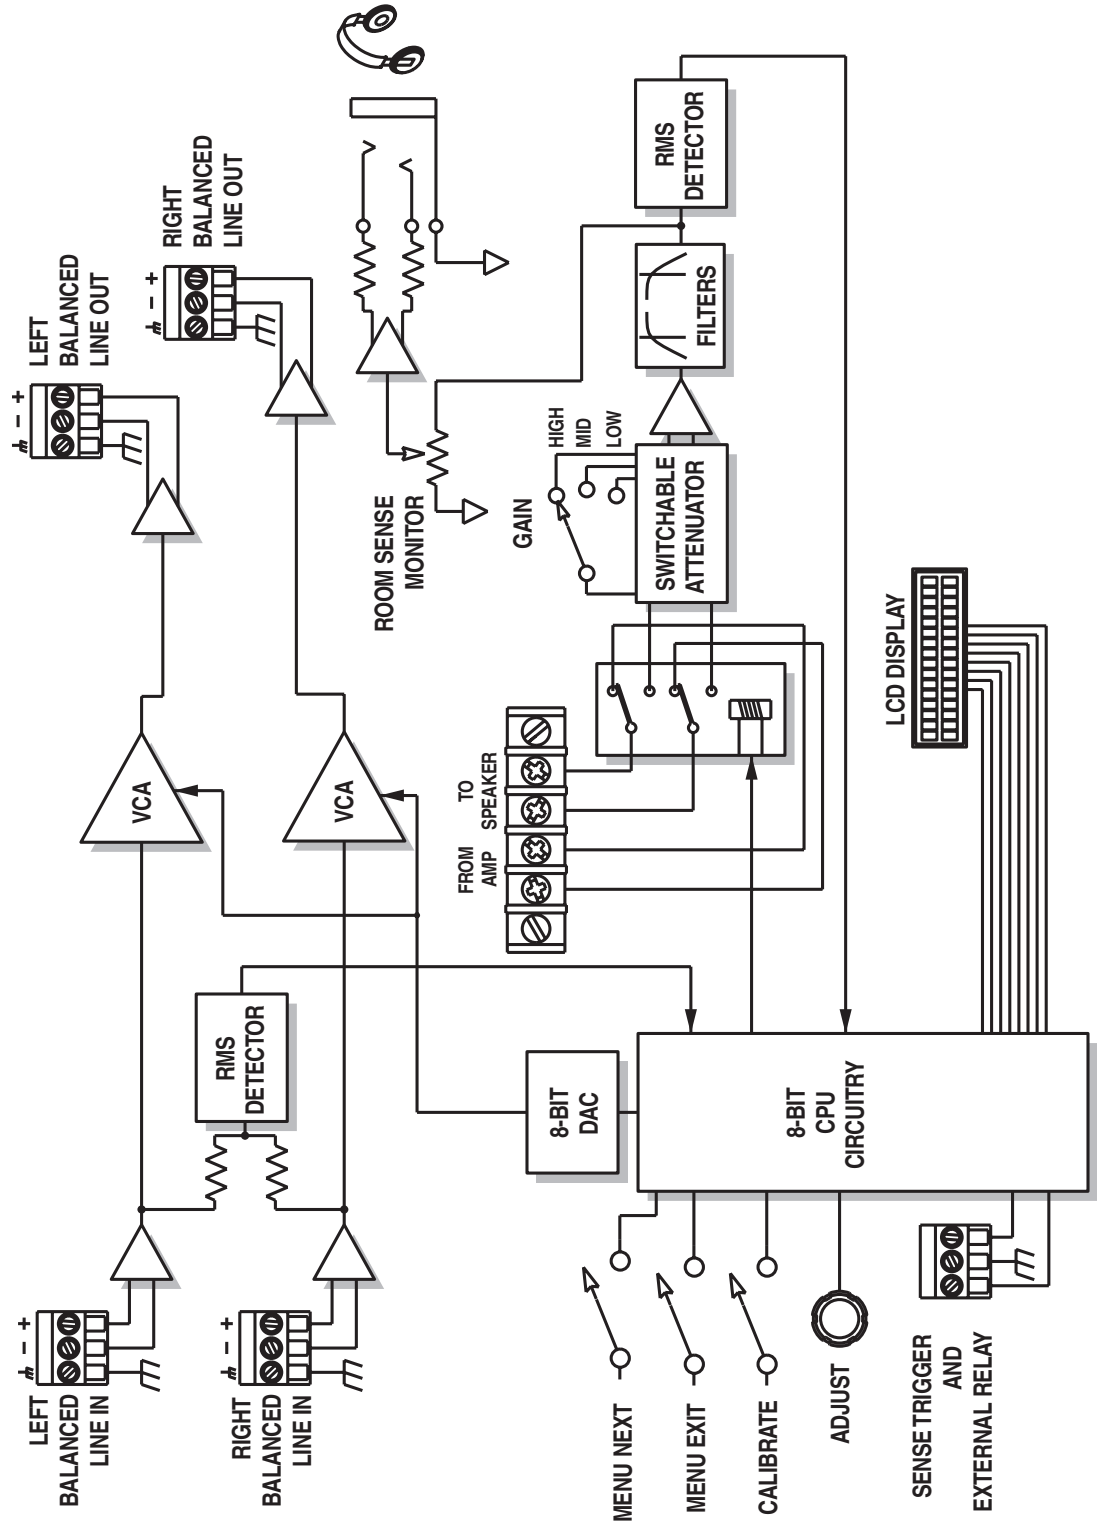 LEFT
BALANCED
LINE IN
+
−
RIGHT
BALANCED
LINE IN
+
−
RMS
DETECTOR
VCA
VCA
LEFT
BALANCED
LINE OUT
+
−
RIGHT
BALANCED
LINE OUT
+
−
ROOM SENSE
MONITOR
FROM
AMP
TO
SPEAKER
GAIN
HIGH
MID
LOW
SWITCHABLE
ATTENUATOR
FILTERS
RMS
DETECTOR
8-BIT
DAC
8-BIT
CPU
CIRCUITRY
LCD DISPLAY
MENU NEXT
MENU EXIT
CALIBRATE
ADJUST
SENSE TRIGGER
AND
EXTERNAL RELAY